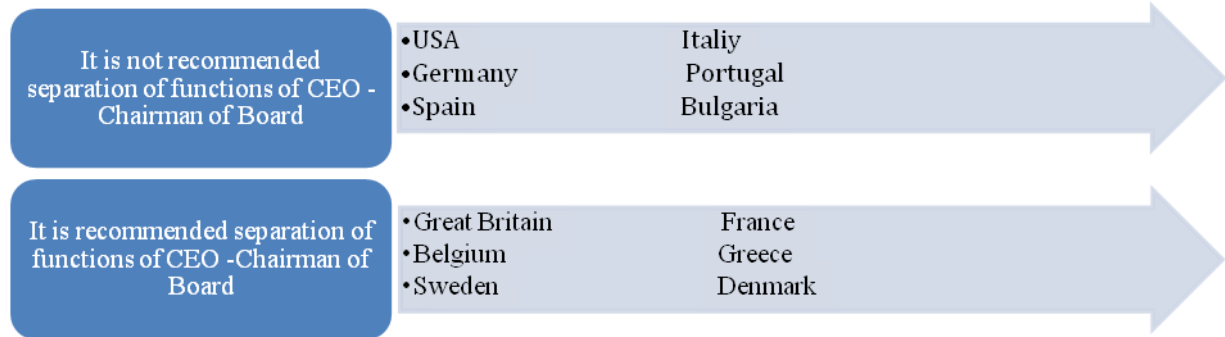 It is not recommended
separation of functions of CEO -
Chairman of Board
•USA Italiy
•Germany Portugal
•Spain Bulgaria
It is recommended separation of
functions of CEO -Chairman of
Board
•Great Britain France
•Belgium Greece
•Sweden Denmark